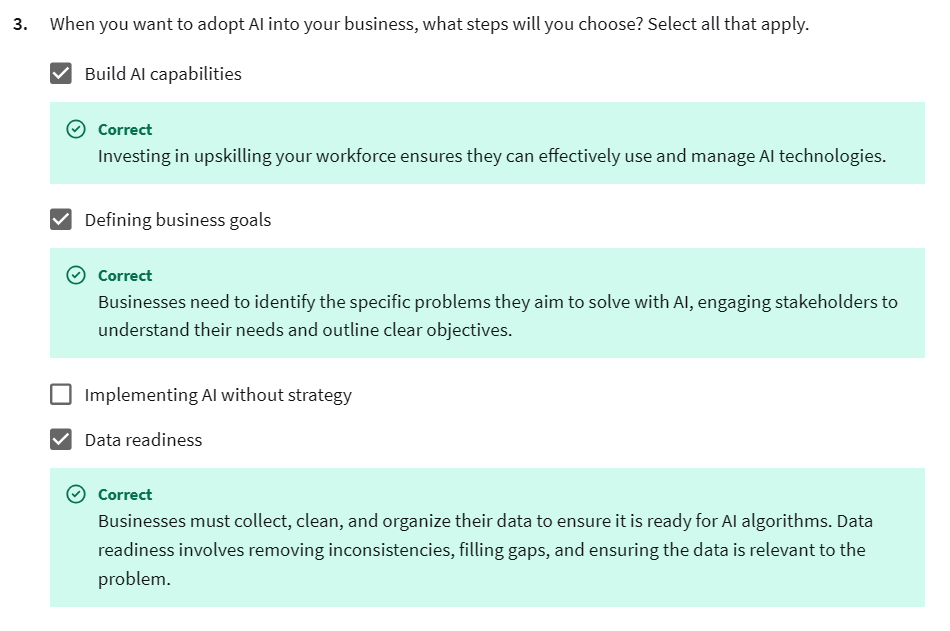 3. When you want to adopt AI into your business, what steps will you choose? Select all that apply.
Build AI capabilities
Correct
Investing in upskilling your workforce ensures they can effectively use and manage AI technologies.
Defining business goals
Correct
Businesses need to identify the specific problems they aim to solve with AI, engaging stakeholders to
understand their needs and outline clear objectives.
Implementing AI without strategy
Data readiness
Correct
Businesses must collect, clean, and organize their data to ensure it is ready for AI algorithms. Data
readiness involves removing inconsistencies, filling gaps, and ensuring the data is relevant to the
problem.